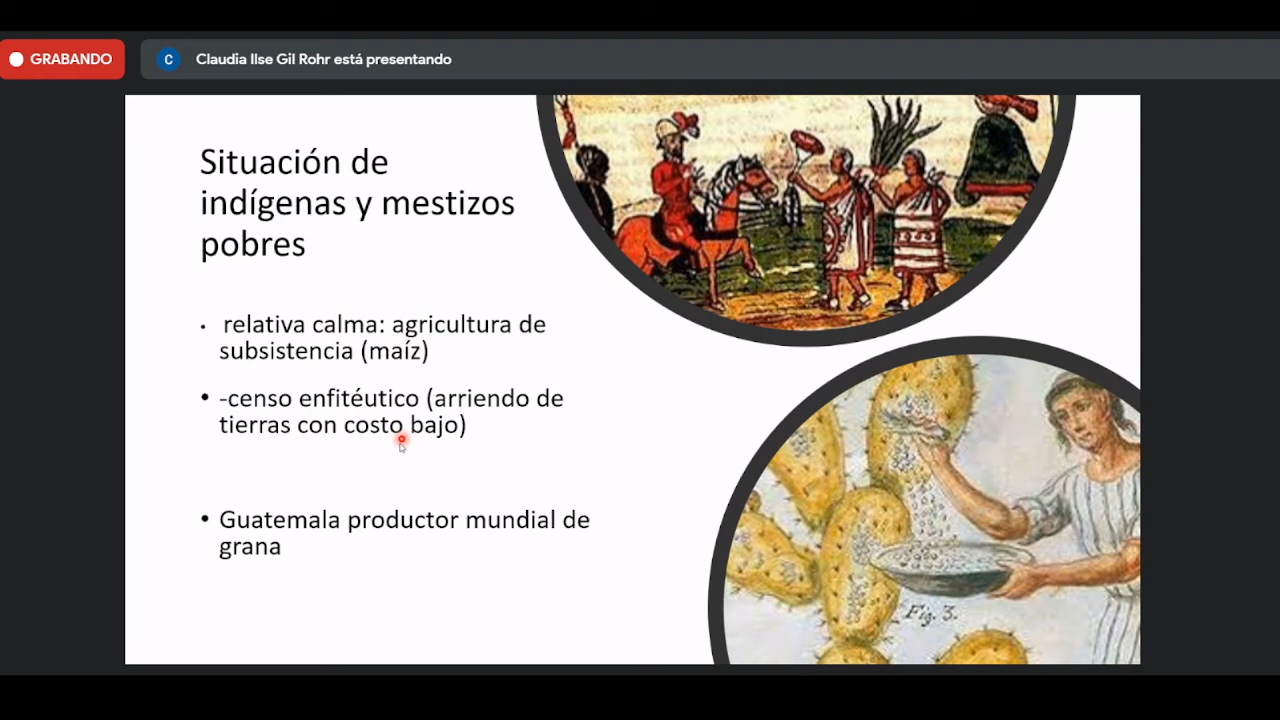 GRABANDO
C
Claudia Ilse Gil Rohr está presentando
Situación de
indígenas y mestizos
pobres
• relativa calma: agricultura de
subsistencia (maíz)
• -censo enfitéutico (arriendo de
tierras con costo bajo)
• Guatemala productor mundial de
grana
Fig. 3.